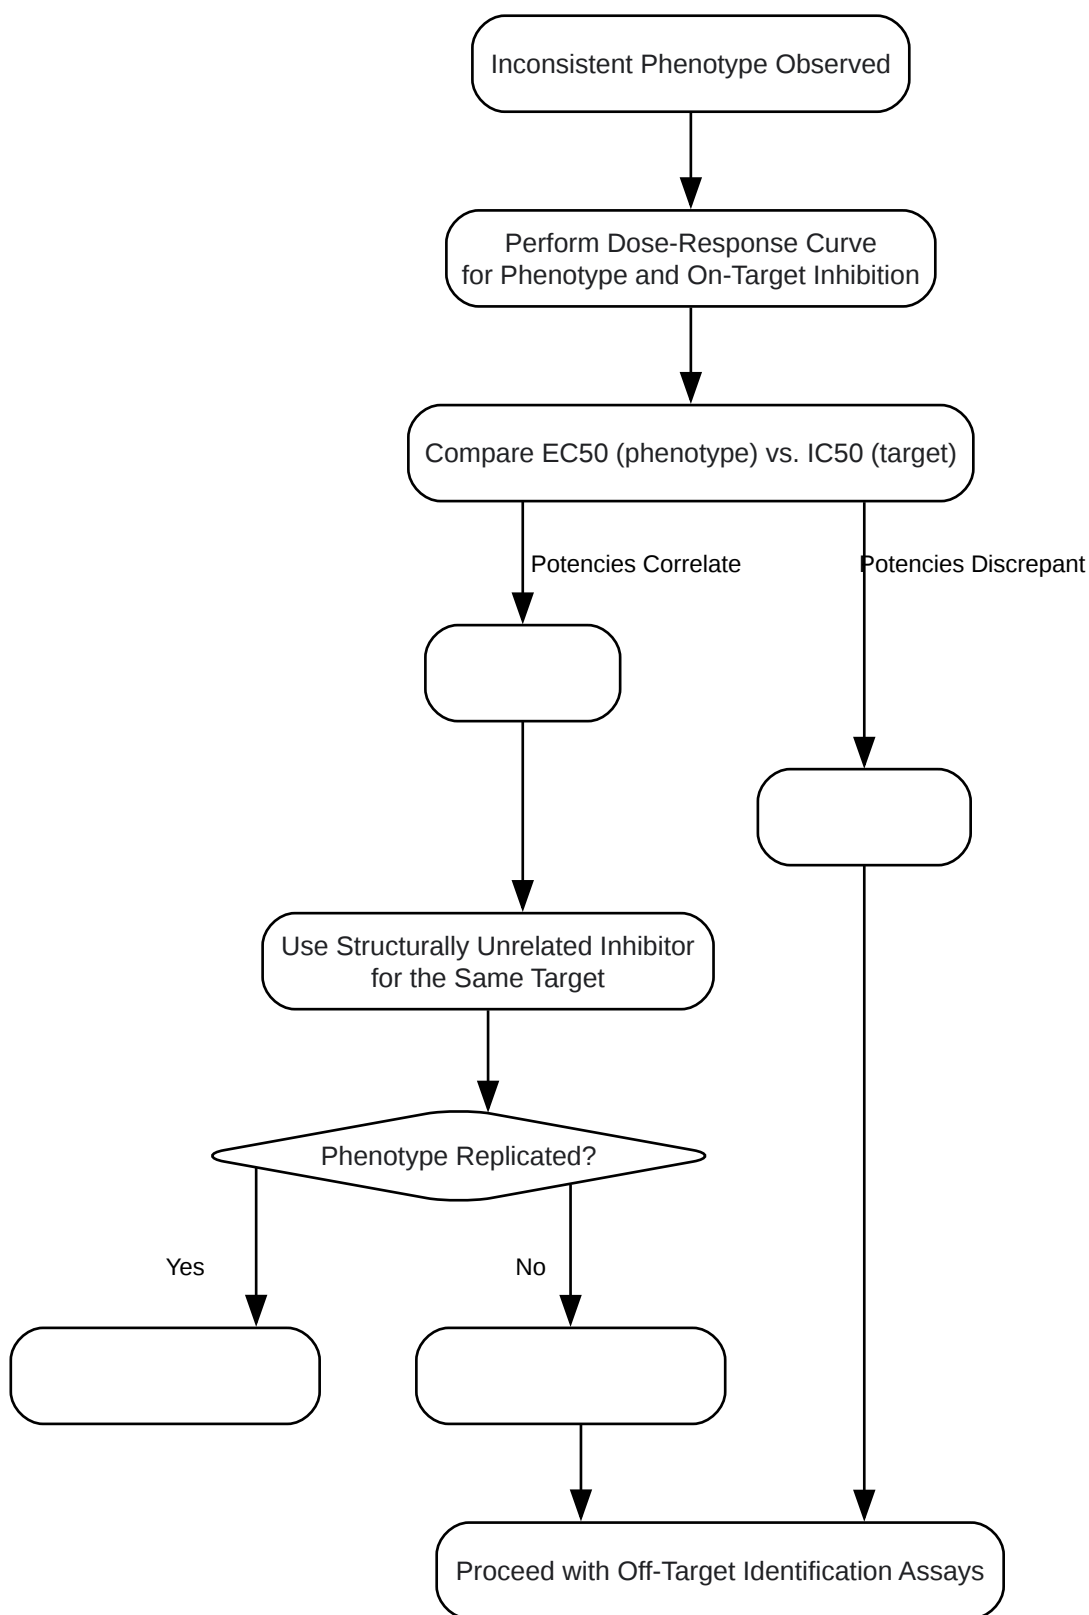 Inconsistent Phenotype Observed
Perform Dose-Response Curve
for Phenotype and On-Target Inhibition
Compare EC50 (phenotype) vs. IC50 (target)
Potencies Correlate
Potencies Discrepant
Use Structurally Unrelated Inhibitor
for the Same Target
Phenotype Replicated?
Yes
No
Proceed with Off-Target Identification Assays